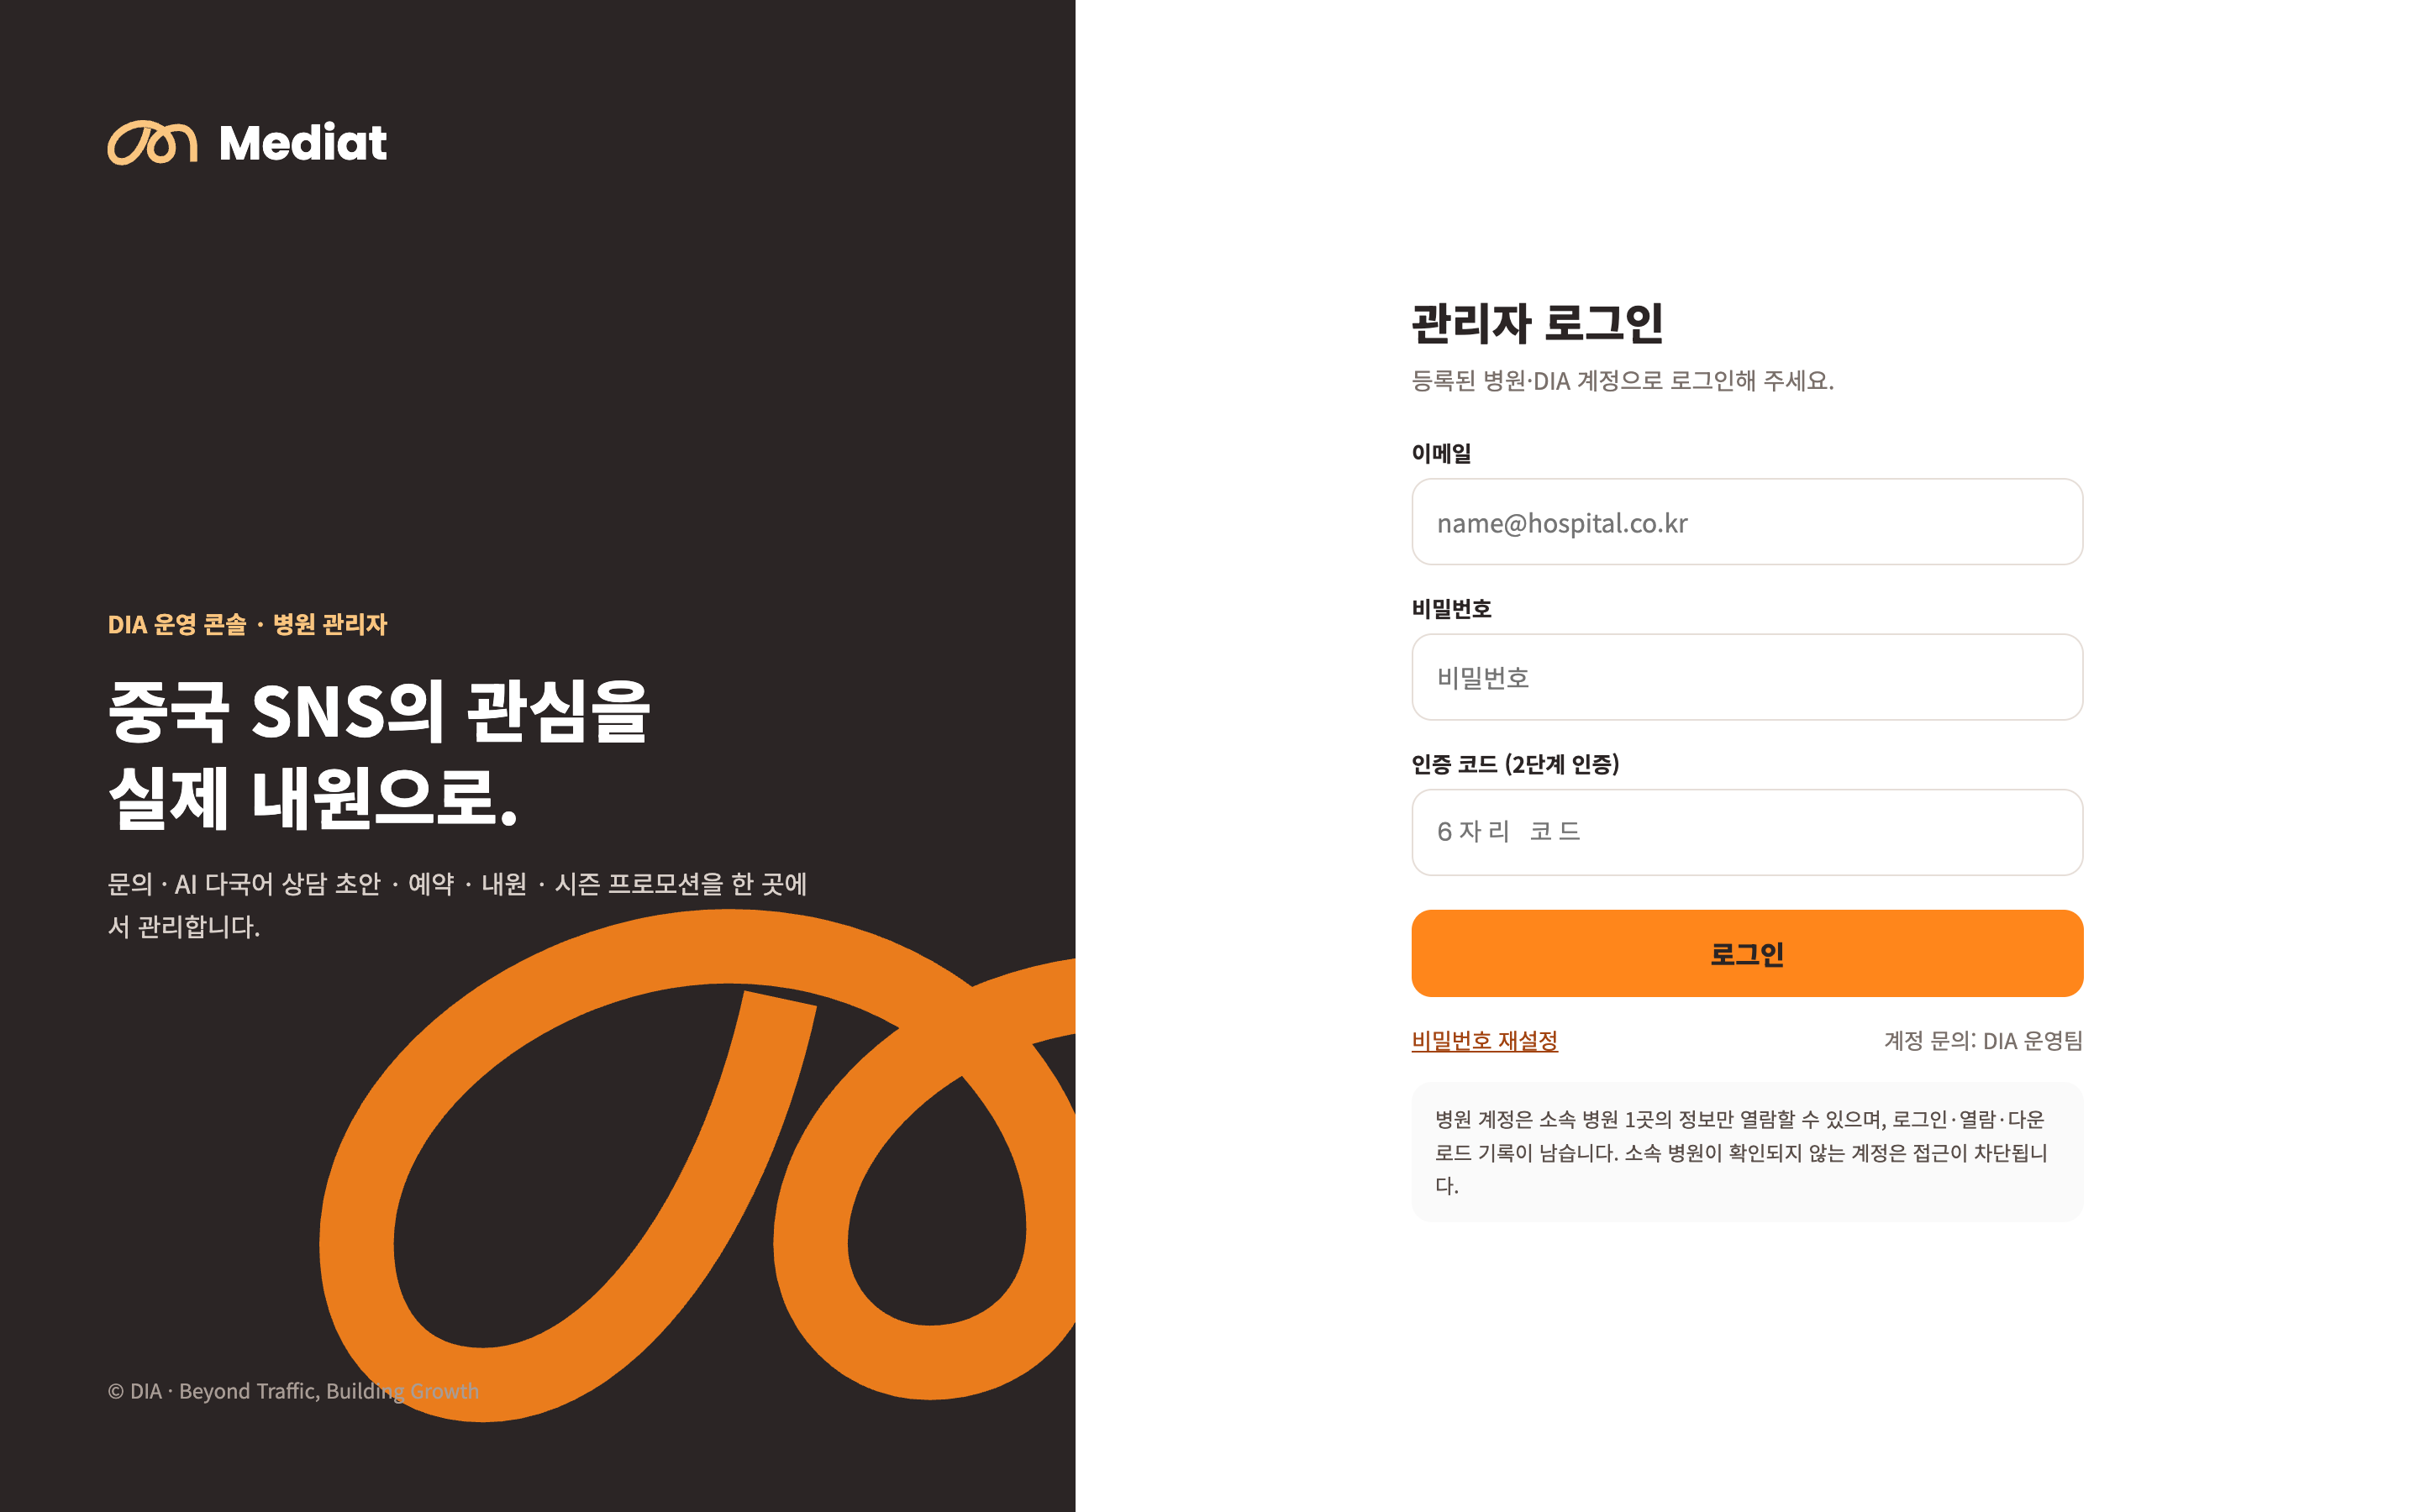 Mediat
DIA 운영 콘솔 · 병원 관리자
중국 SNS의 관심을
실제 내원으로.
문의 · AI 다국어 상담 초안 · 예약 · 내원 · 시즌 프로모션을 한 곳에
서 관리합니다.
© DIA · Beyond Traffic, Building Growth
관리자 로그인
등록된 병원·DIA 계정으로 로그인해 주세요.
이메일
name@hospital.co.kr
비밀번호
비밀번호
인증 코드 (2단계 인증)
6자리 코드
로그인
비밀번호 재설정
계정 문의: DIA 운영팀
병원 계정은 소속 병원 1곳의 정보만 열람할 수 있으며, 로그인·열람·다운
로드 기록이 남습니다. 소속 병원이 확인되지 않는 계정은 접근이 차단됩니
다.